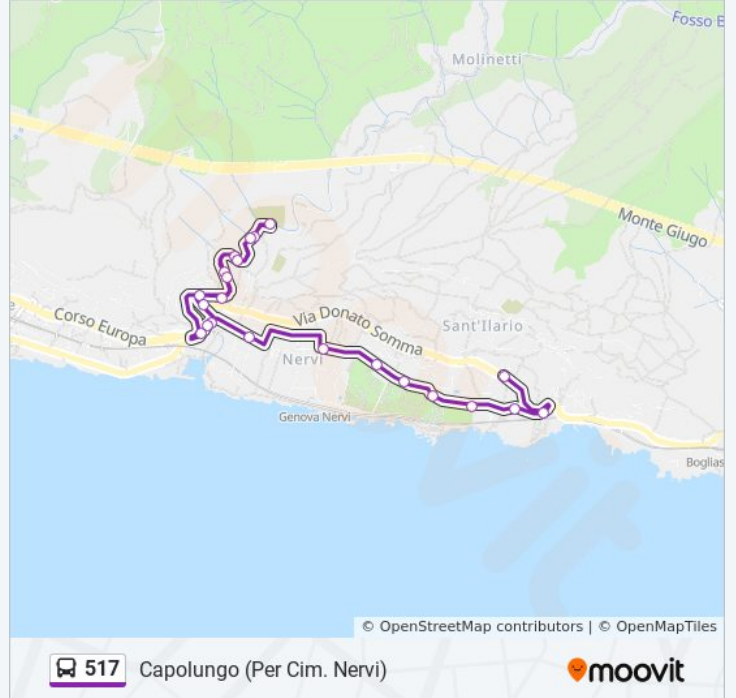 Fosso E
Molinetti
Monte Giugo
e
Corso Europa
Via Donato Somma
Sant'Ilario
Nervi
Genova Nervi
Boglias
© OpenStreetMap contributors | © OpenMapTiles
517 Capolungo (Per Cim. Nervi)
moovit